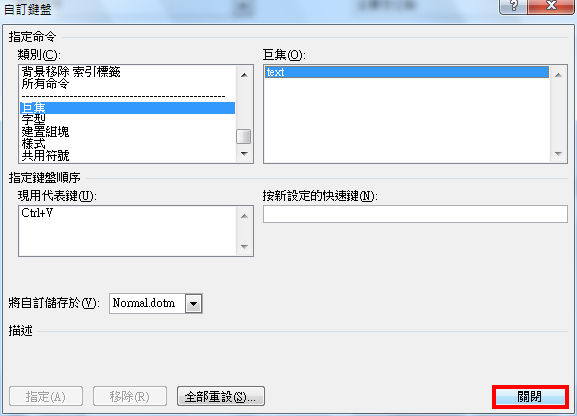 自訂鍵盤
指定命令
類別(C):
背景移除 索引標籤
所有命令
巨集
字型
建置組塊
樣式
共用符號
巨集(O):
text
指定鍵盤順序
現用代表鍵(U):
Ctrl+V
按新設定的快速鍵(N):
將自訂儲存於(V):
Normal.dotm
描述
指定(A)
移除(R)
全部重設(S)...
關閉